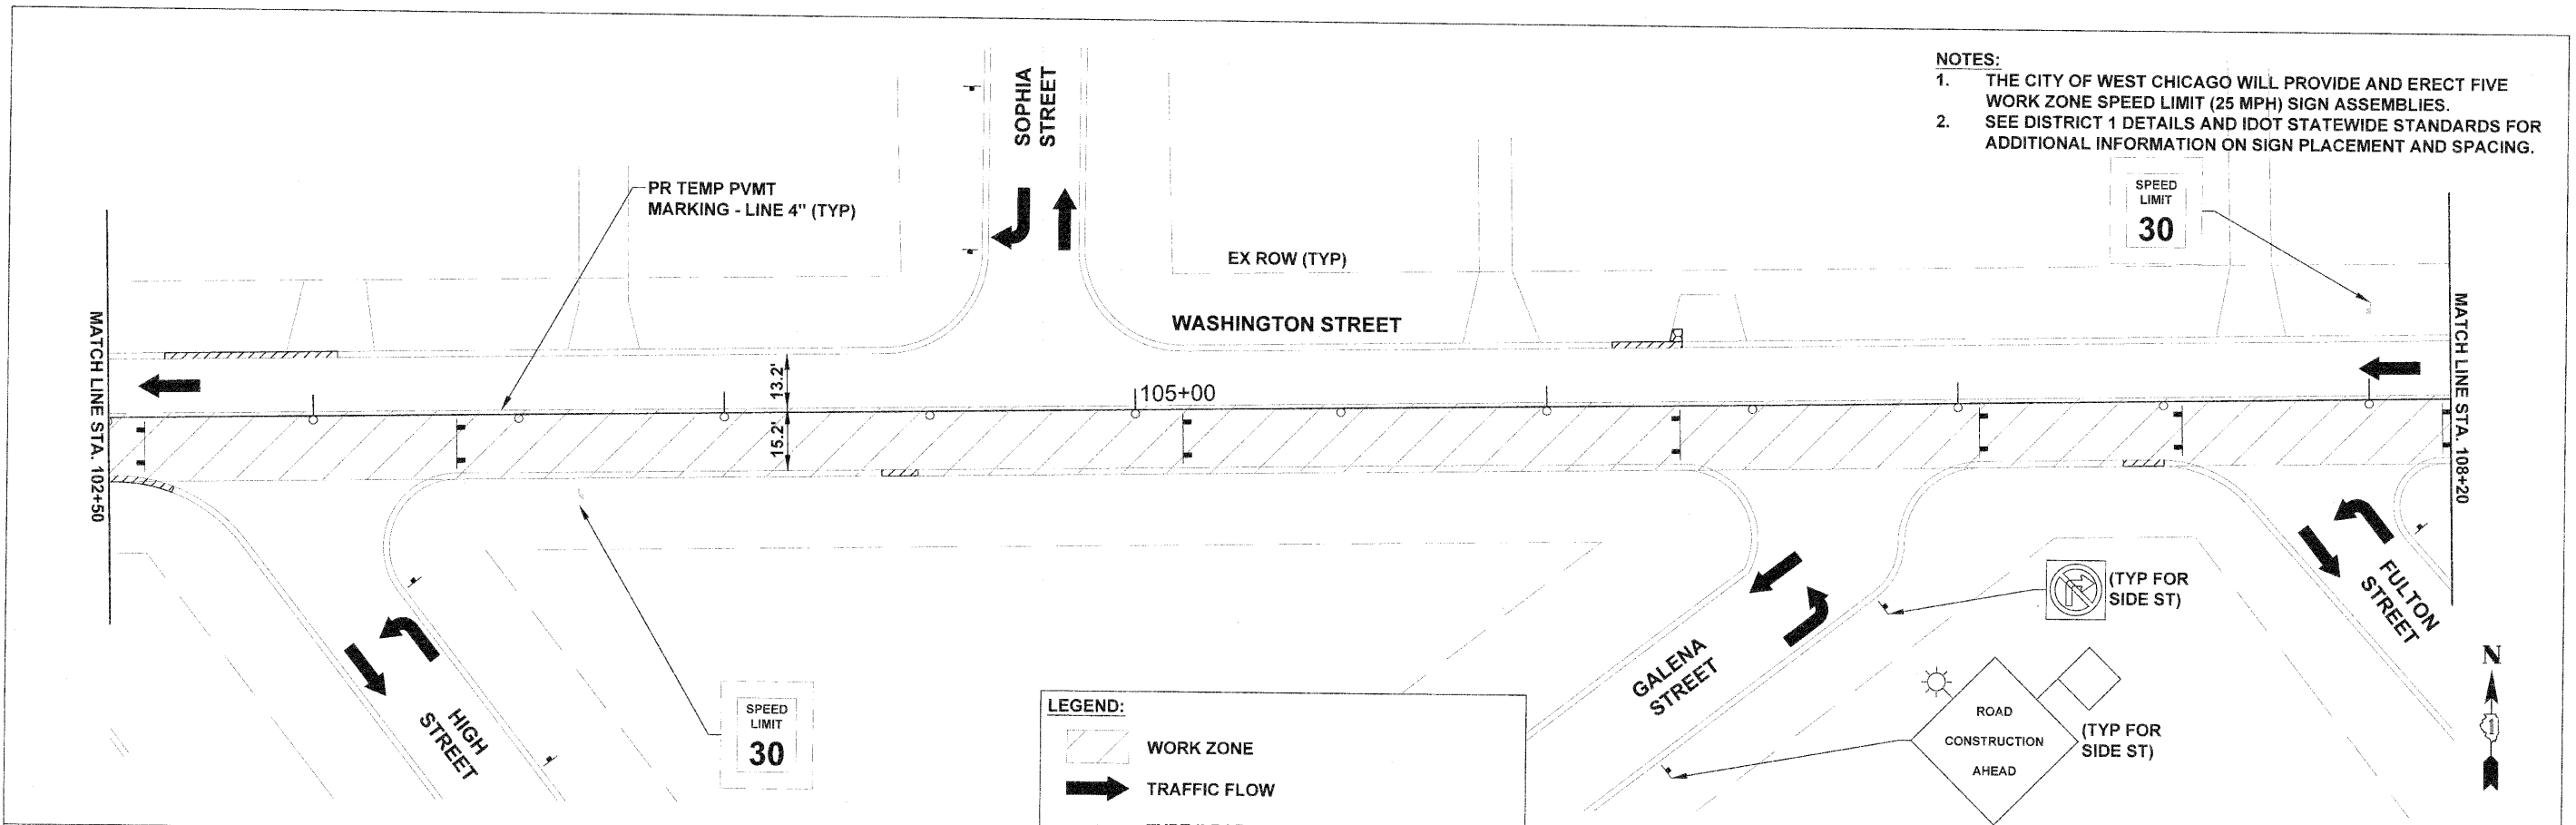 NOTES:
1. THE CITY OF WEST CHICAGO WILL PROVIDE AND ERECT FIVE
WORK ZONE SPEED LIMIT (25 MPH) SIGN ASSEMBLIES.
2. SEE DISTRICT 1 DETAILS AND IDOT STATEWIDE STANDARDS FOR
ADDITIONAL INFORMATION ON SIGN PLACEMENT AND SPACING.
SOPHIA
STREET
PR TEMP PVMT
MARKING - LINE 4" (TYP)
SPEED
LIMIT
30
EX ROW (TYP)
WASHINGTON STREET
MATCH LINE STA. 102+50
13.2'
15.2'
105+00
MATCH LINE STA. 108+20
HIGH
STREET
SPEED
LIMIT
30
GALENA
STREET
(TYP FOR
SIDE ST)
FULTON
STREET
ROAD
CONSTRUCTION
AHEAD
(TYP FOR
SIDE ST)
N
LEGEND:
WORK ZONE
TRAFFIC FLOW